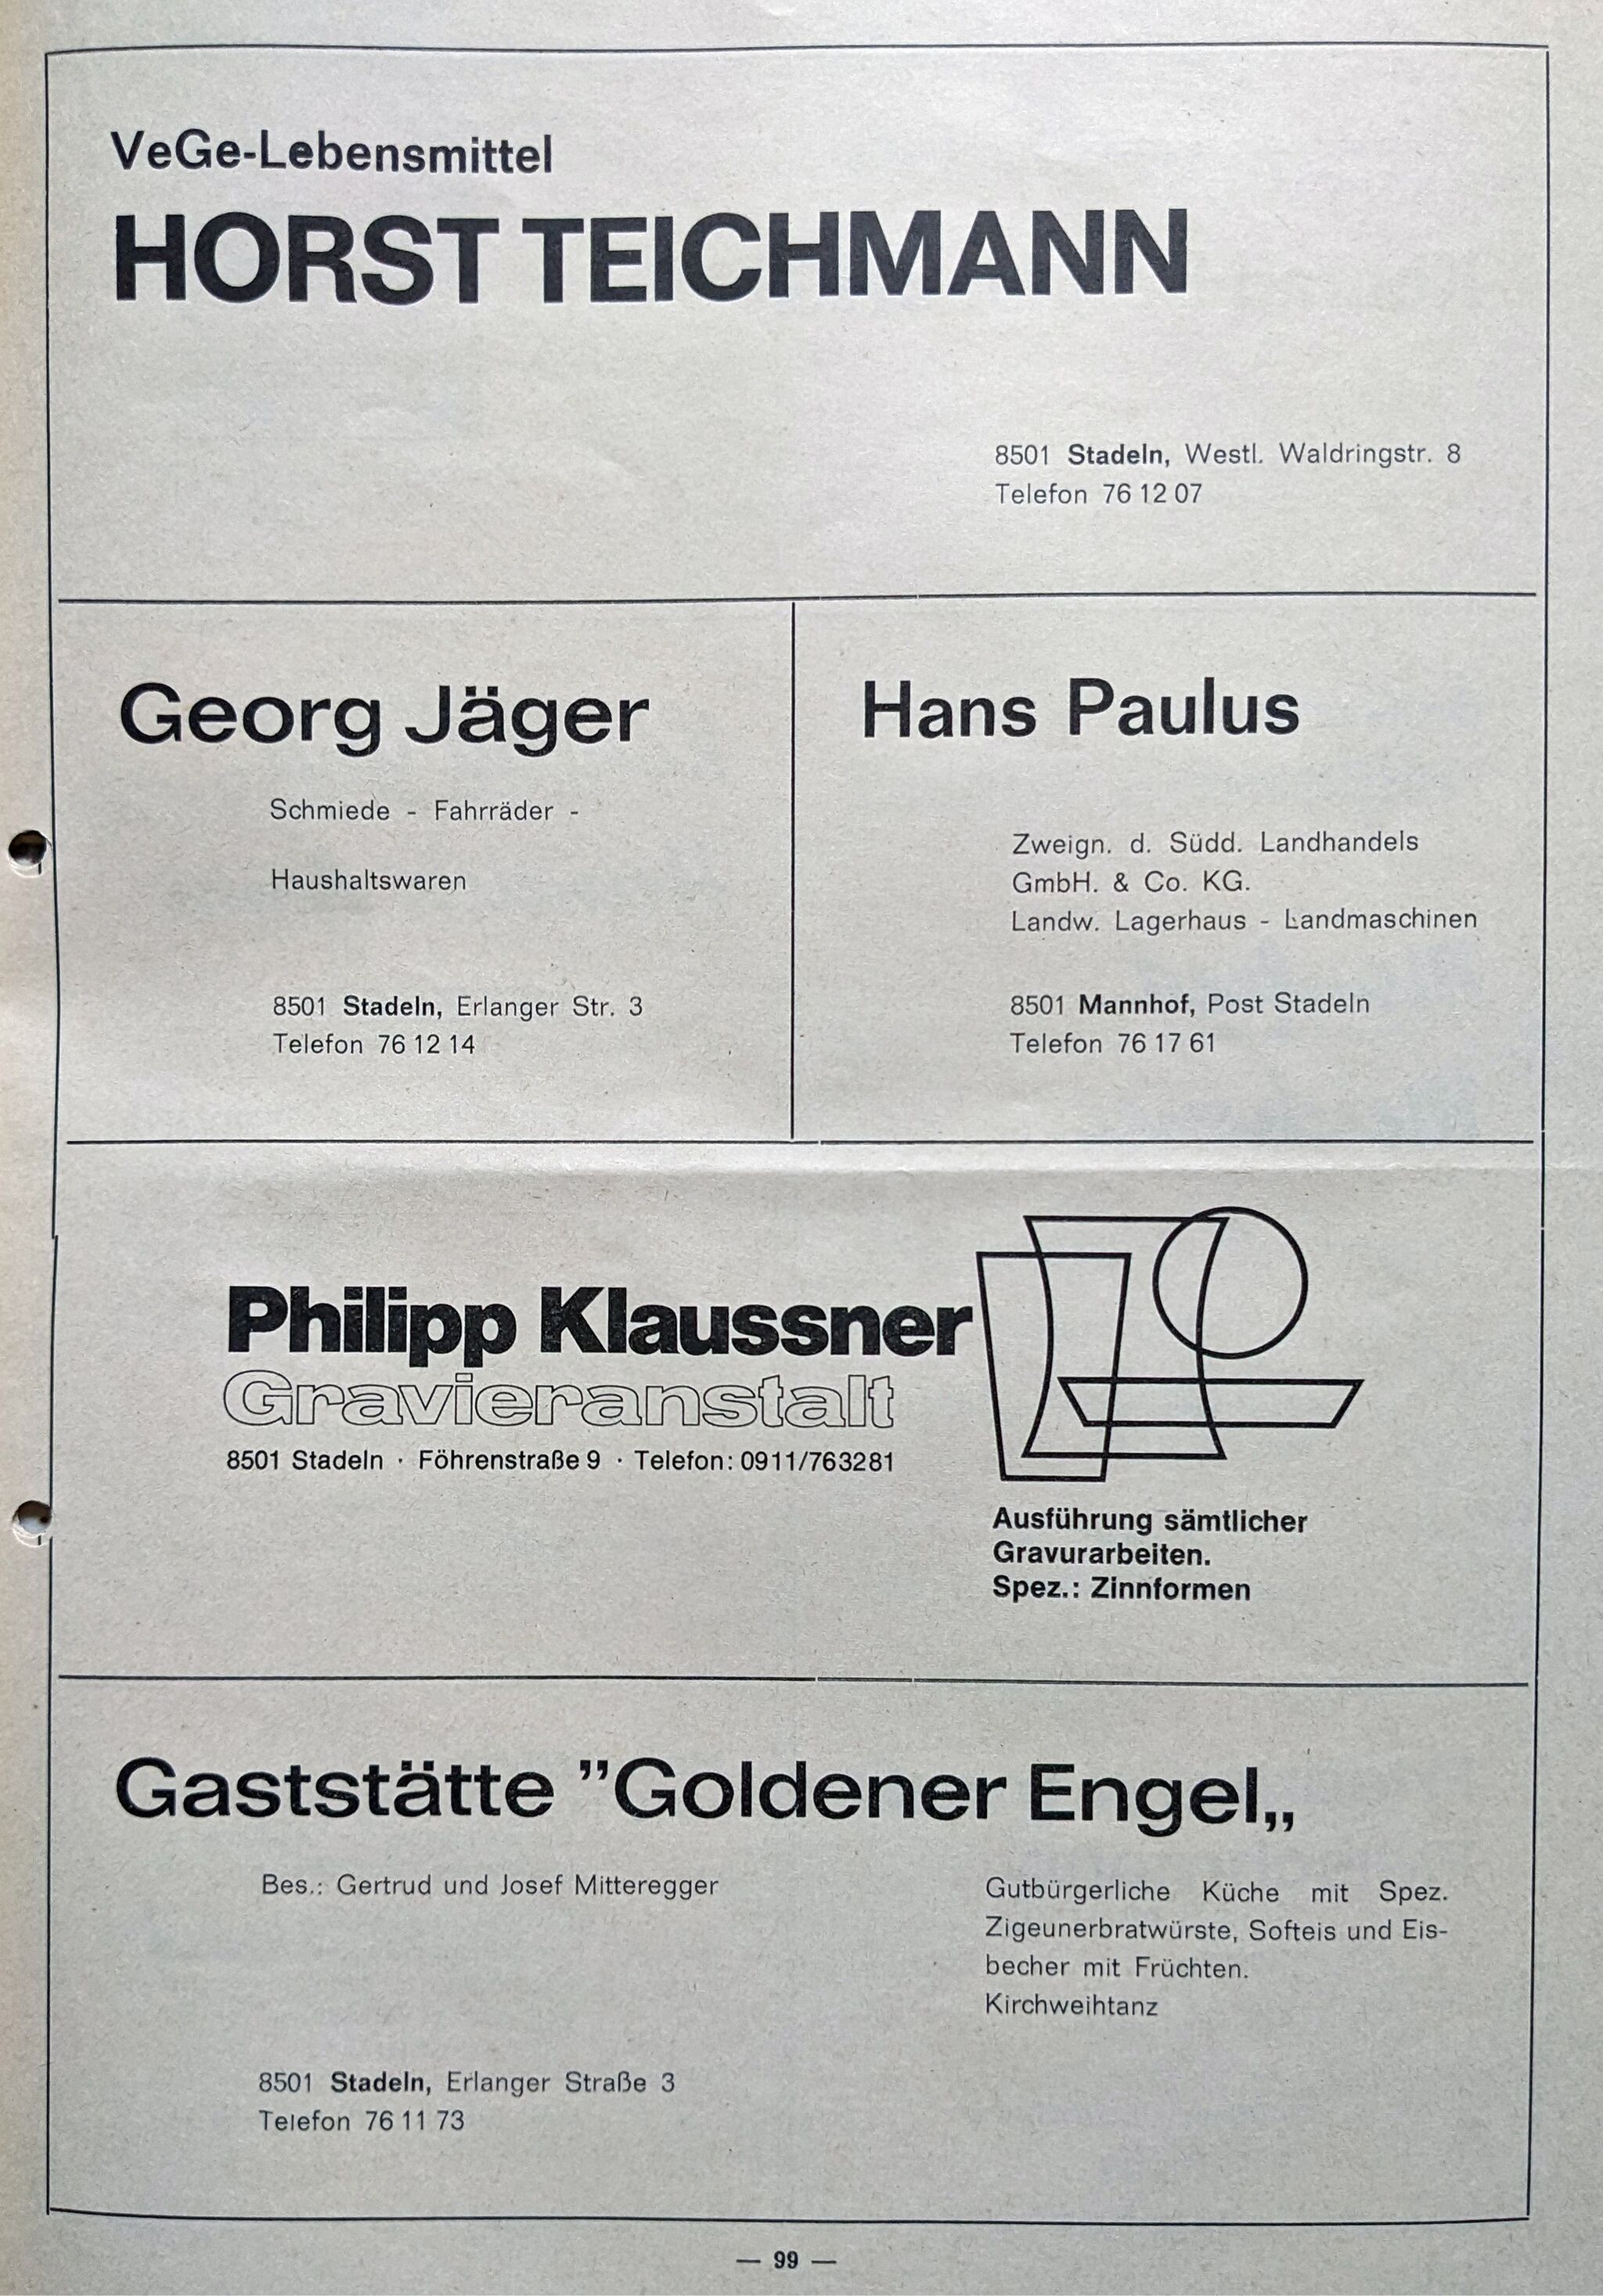 VeGe-Lebensmittel
HORST TEICHMANN
8501 Stadeln, Westl. Waldringstr. 8
Telefon 76 12 07
Georg Jäger
Schmiede - Fahrräder -
Haushaltswaren
8501 Stadeln, Erlanger Str. 3
Telefon 76 12 14
Hans Paulus
Zweign. d. Südd. Landhandels
GmbH. & Co. KG.
Landw. Lagerhaus - Landmaschinen
8501 Mannhof, Post Stadeln
Telefon 76 17 61
Philipp Klaussner
Gravieranstalt
8501 Stadeln · Föhrenstraße 9 · Telefon: 0911/763281
Ausführung sämtlicher
Gravurarbeiten.
Spez.: Zinnformen
Gaststätte ”Goldener Engel„
Bes.: Gertrud und Josef Mitteregger
Gutbürgerliche Küche mit Spez.
Zigeunerbratwürste, Softeis und Eis-
becher mit Früchten.
Kirchweihtanz
8501 Stadeln, Erlanger Straße 3
Telefon 76 11 73
— 99 —